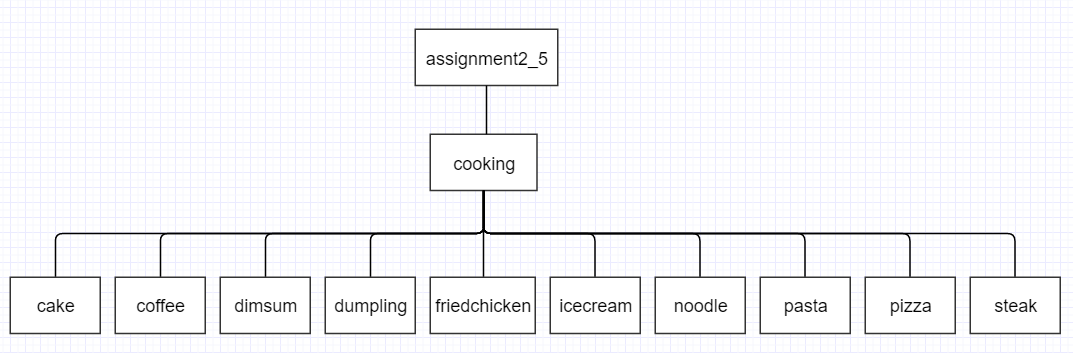 assignment2_5
cooking
cake
coffee
dimsum
dumpling
friedchicken
icecream
noodle
pasta
pizza
steak